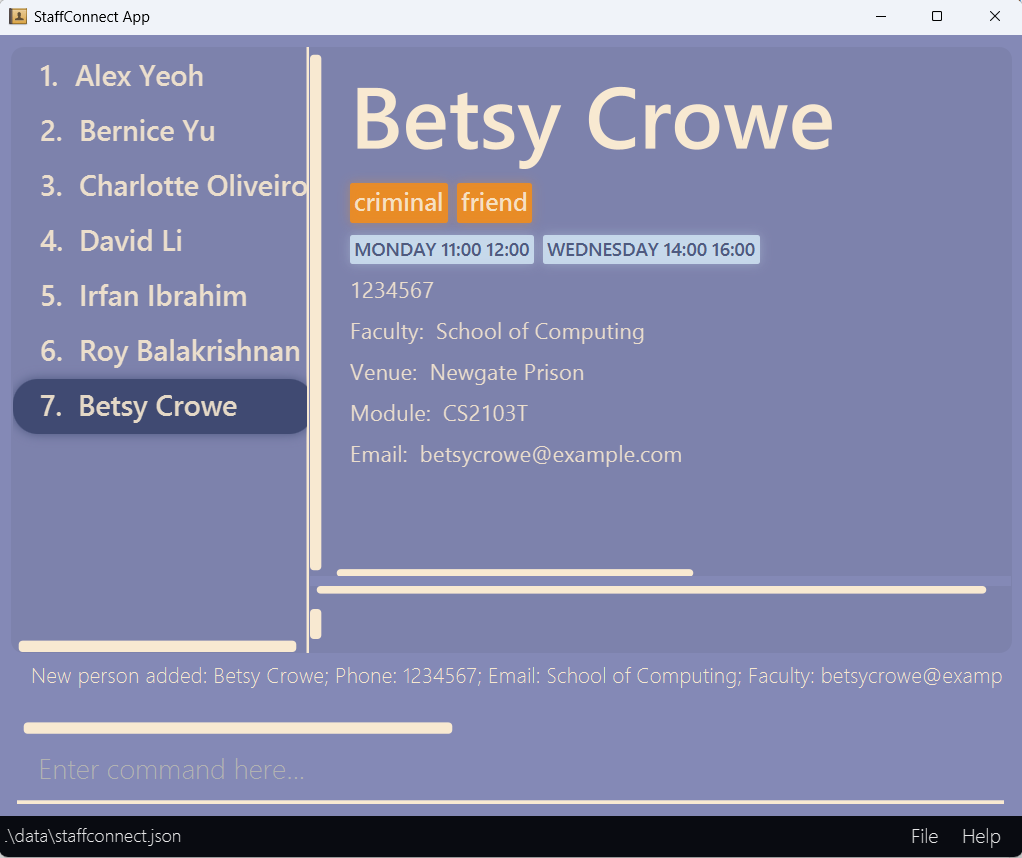 StaffConnect App
1. Alex Yeoh
2. Bernice Yu
3. Charlotte Oliveiro
4. David Li
5. Irfan Ibrahim
6. Roy Balakrishnan
7. Betsy Crowe
Betsy Crowe
criminal friend
MONDAY 11:00 12:00 WEDNESDAY 14:00 16:00
1234567
Faculty: School of Computing
Venue: Newgate Prison
Module: CS2103T
Email: betsycrowe@example.com
New person added: Betsy Crowe; Phone: 1234567; Email: School of Computing; Faculty: betsycrowe@examp
Enter command here...
.\data\staffconnect.json
File Help